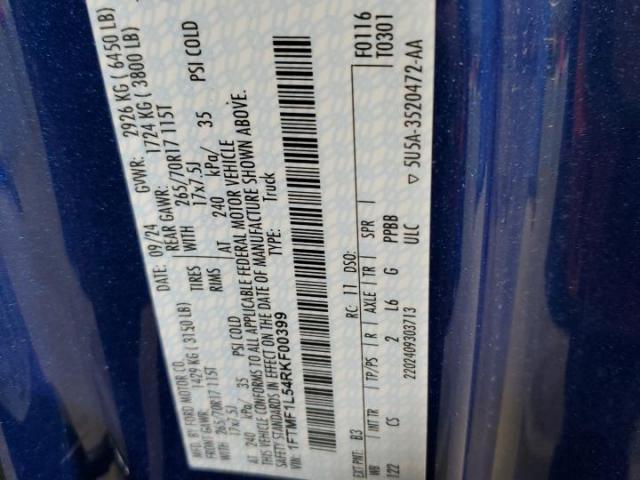 MFD. BY FORD MOTOR CO.
DATE: 09/24 GVWR: 2926 KG ( 6450 LB)
FRONT GAWR: 1429 KG ( 3150 LB) REAR GAWR: 1724 KG ( 3800 LB)
265/70R17 115T WITH 265/70R17 115T
17x7.5J TIRES 17x7.5J
RIMS
240 kPa/ 35 PSI COLD AT 240 kPa/ 35 PSI COLD
THIS VEHICLE CONFORMS TO ALL APPLICABLE FEDERAL MOTOR VEHICLE
SAFETY STANDARDS IN EFFECT ON THE DATE OF MANUFACTURE SHOWN ABOVE.
1FTMF1L54RKF00399 TYPE: Truck
F0116
EXT PNT: B3 RC: 11 DSO: T0301
WB INT TR TP/PS R AXLE TR SPR
122 CS 2 L6 G PPBB
2202409303713 ULC
▽ 5U5A-3520472-AA